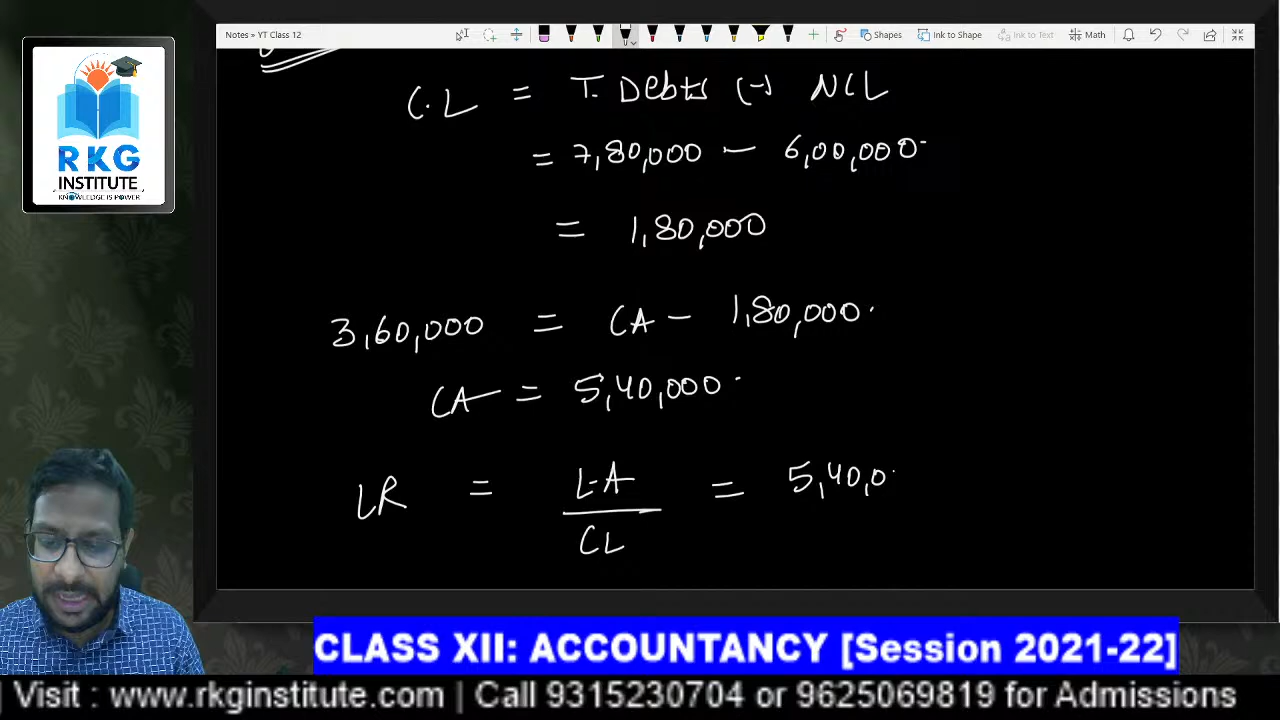 Notes » YT Class 12
Shapes Ink to Shape Ink to Text Math
RKG
INSTITUTE
KNOWLEDGE IS POWER
C.L = T. Debts (-) NCL
= 7,80,000 - 6,00,000
= 1,80,000
3,60,000 = CA - 1,80,000.
CA = 5,40,000.
LR = LA/CL = 5,40,0
CLASS XII: ACCOUNTANCY [Session 2021-22]
Visit : www.rkginstitute.com | Call 9315230704 or 9625069819 for Admissions